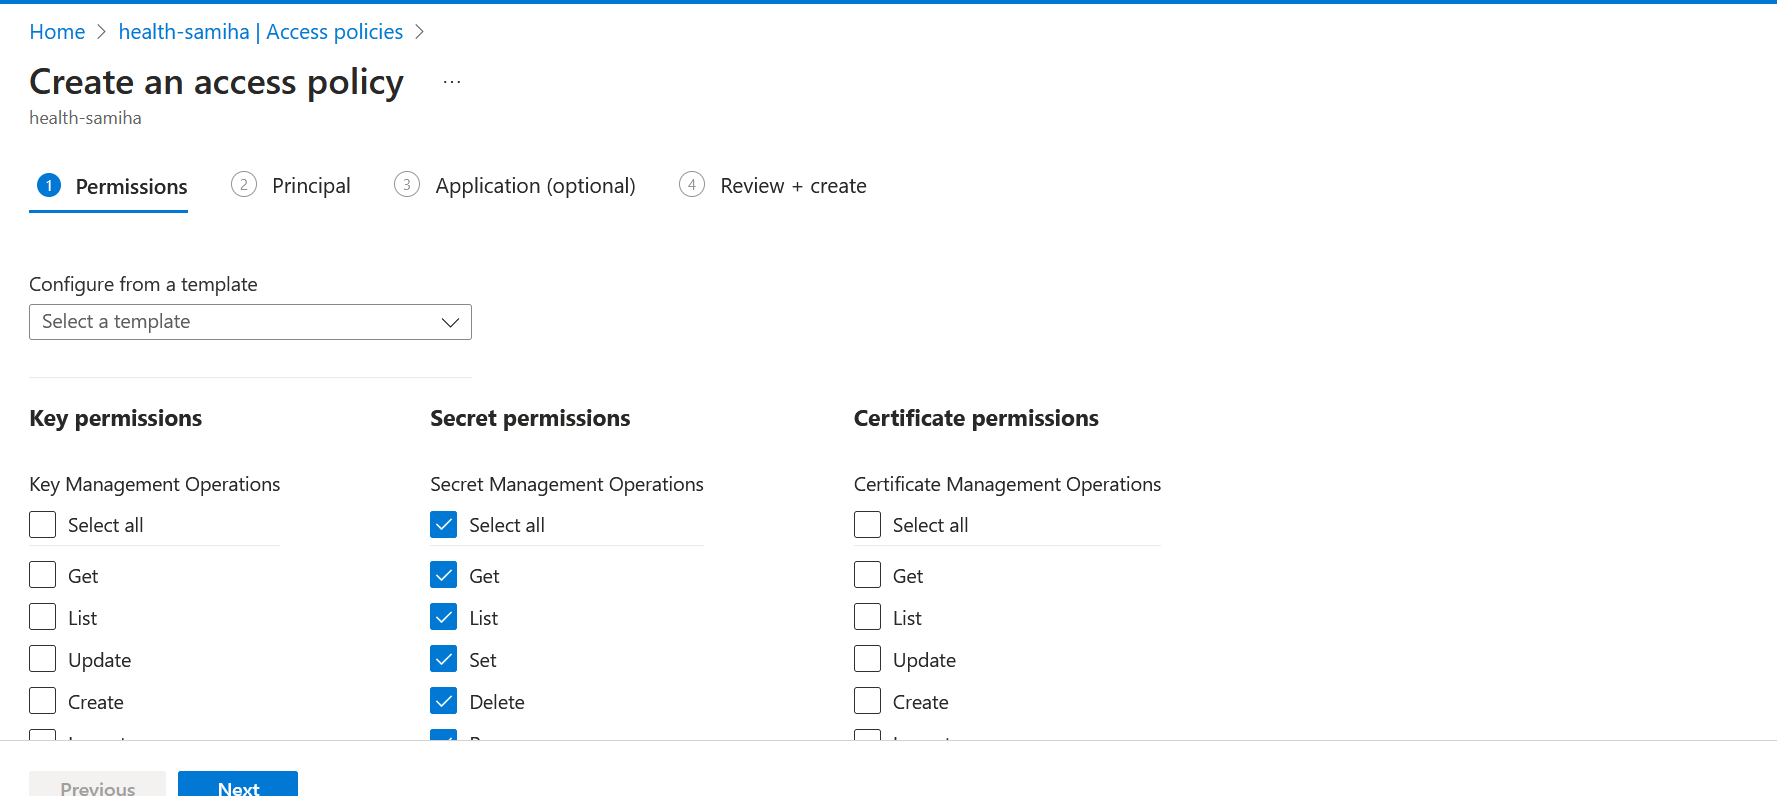 Home > health-samiha | Access policies >
Create an access policy ...
health-samiha
1 Permissions 2 Principal 3 Application (optional) 4 Review + create
Configure from a template
Select a template
Key permissions Secret permissions Certificate permissions
Key Management Operations Secret Management Operations Certificate Management Operations
Select all Select all Select all
Get Get Get
List List List
Update Set Update
Create Delete Create
Previous Next